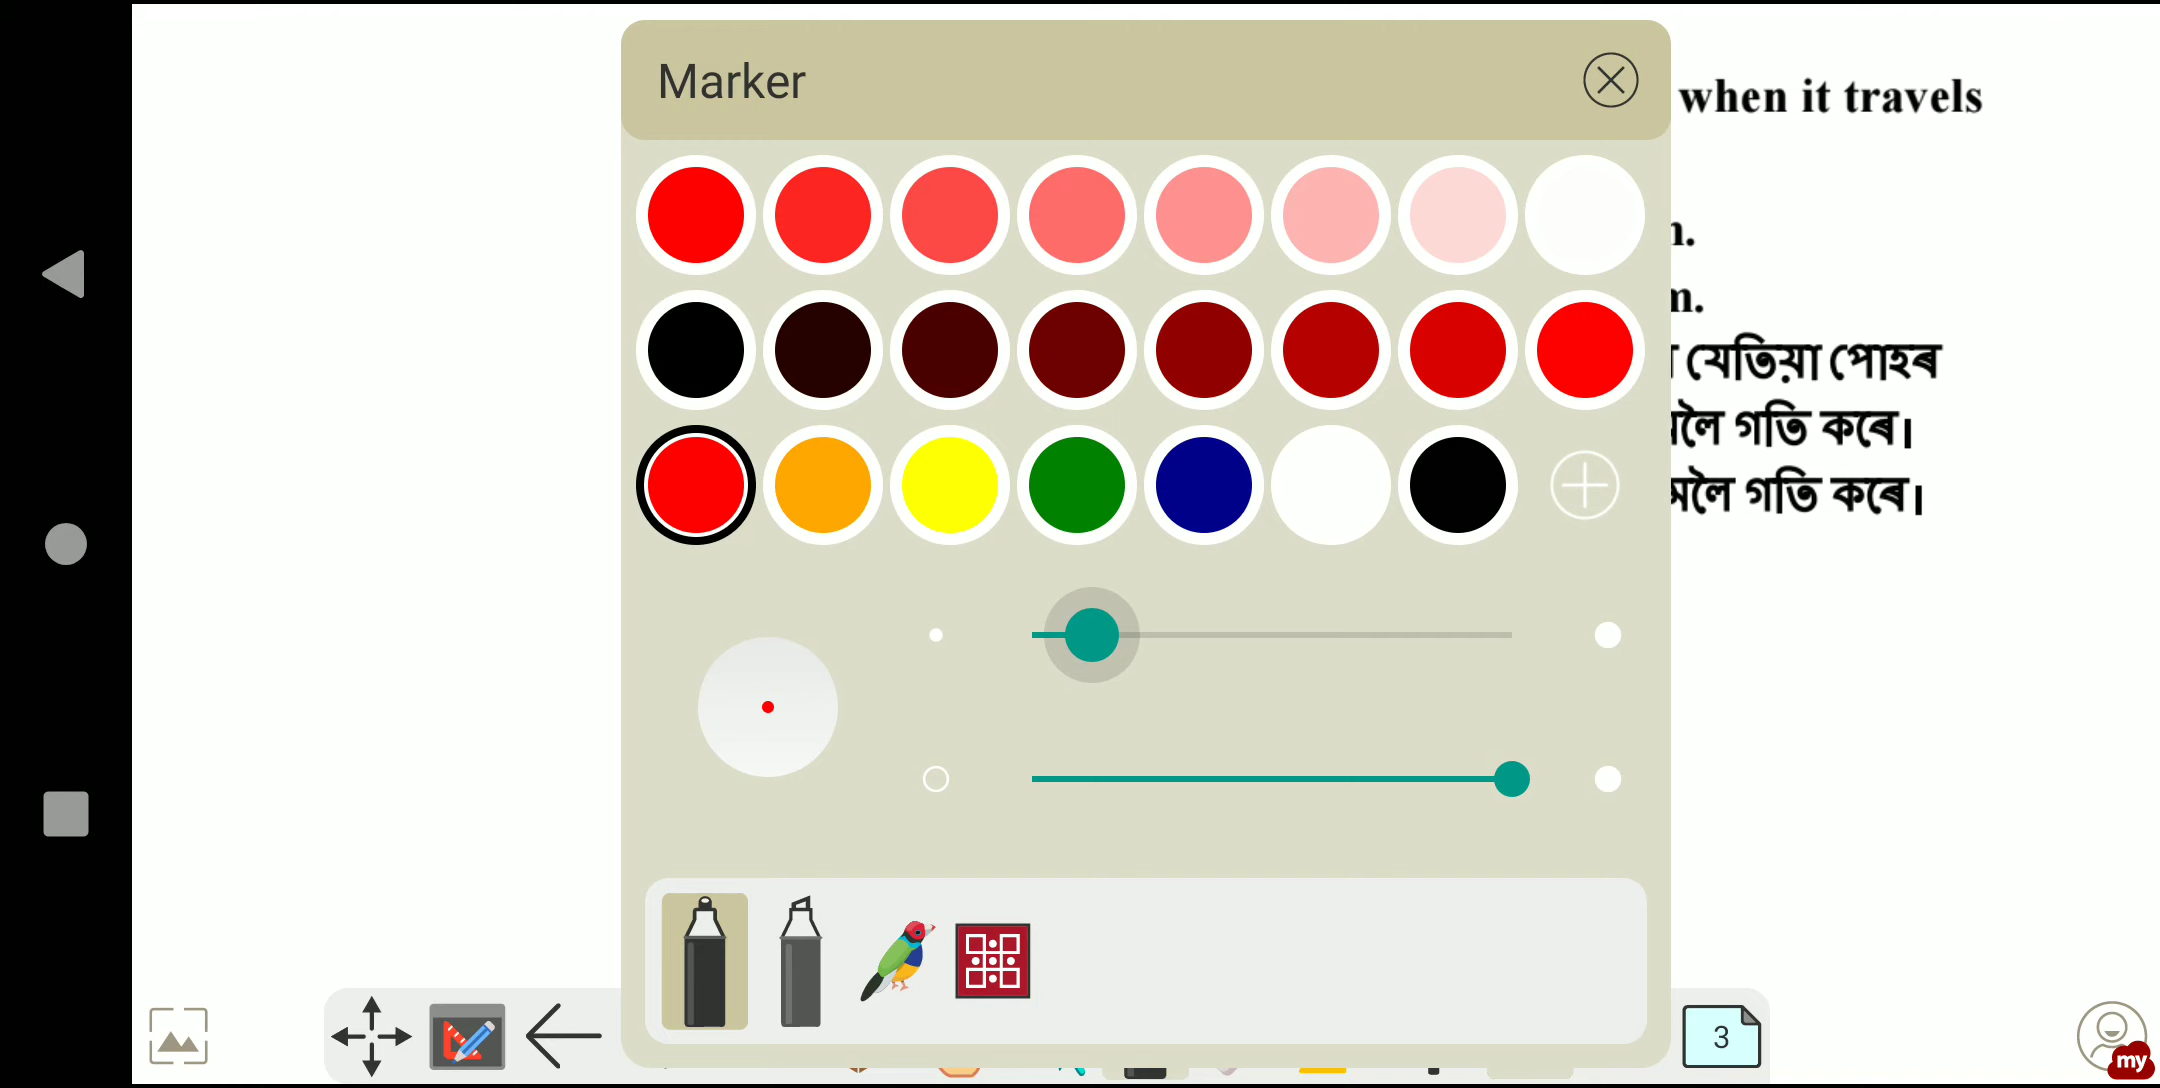 Marker
when it travels
m.
যেতিয়া পোহৰ
গতি কৰে।
গতি কৰে।
3
my